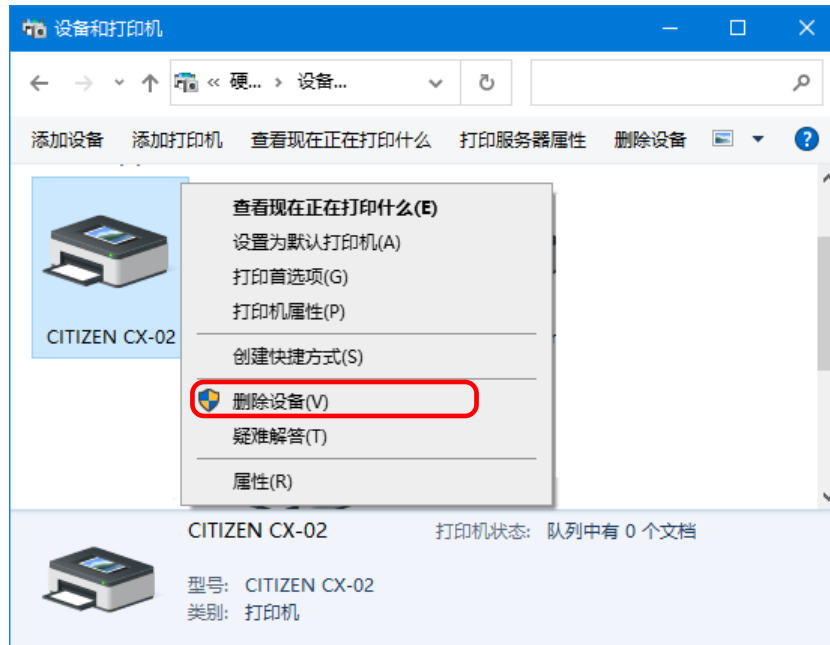 设备和打印机
« 硬... › 设备...
添加设备 添加打印机 查看现在正在打印什么 打印服务器属性 删除设备
查看现在正在打印什么(E)
设置为默认打印机(A)
打印首选项(G)
打印机属性(P)
CITIZEN CX-02
创建快捷方式(S)
删除设备(V)
疑难解答(T)
属性(R)
CITIZEN CX-02 打印机状态: 队列中有 0 个文档
型号: CITIZEN CX-02
类别: 打印机